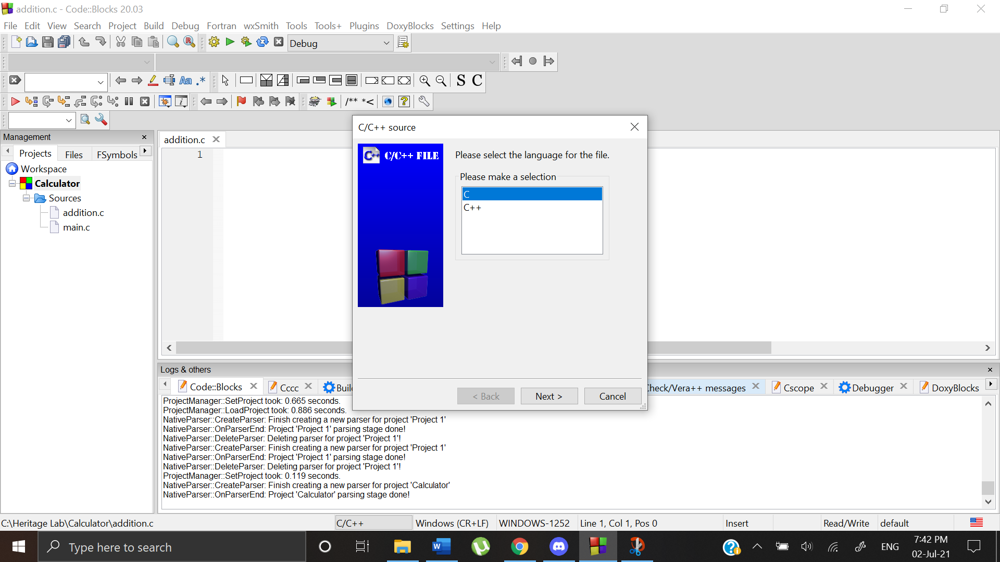 addition.c - Code::Blocks 20.03
File Edit View Search Project Build Debug Fortran wxSmith Tools Tools+ Plugins DoxyBlocks Settings Help
Debug
Aa .* S C
/** *<
Management
Projects Files FSymbols
Workspace
Calculator
Sources
addition.c
main.c
addition.c
1
C/C++ source
C/C++ FILE
Please select the language for the file.
Please make a selection
C
C++
< Back Next > Cancel
Logs & others
Code::Blocks Cccc Buil Check/Vera++ messages Cscope Debugger DoxyBlocks
ProjectManager::SetProject took: 0.665 seconds.
ProjectManager::LoadProject took: 0.886 seconds.
NativeParser::CreateParser: Finish creating a new parser for project 'Project 1'
NativeParser::OnParserEnd: Project 'Project 1' parsing stage done!
NativeParser::DeleteParser: Deleting parser for project 'Project 1'!
NativeParser::CreateParser: Finish creating a new parser for project 'Project 1'
NativeParser::OnParserEnd: Project 'Project 1' parsing stage done!
NativeParser::DeleteParser: Deleting parser for project 'Project 1'!
ProjectManager::SetProject took: 0.119 seconds.
NativeParser::CreateParser: Finish creating a new parser for project 'Calculator'
NativeParser::OnParserEnd: Project 'Calculator' parsing stage done!
C:\Heritage Lab\Calculator\addition.c C/C++ Windows (CR+LF) WINDOWS-1252 Line 1, Col 1, Pos 0 Insert Read/Write default
Type here to search
ENG
7:42 PM
02-Jul-21